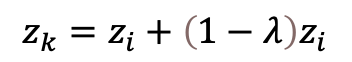 z_k = z_i + (1 − λ)z_i